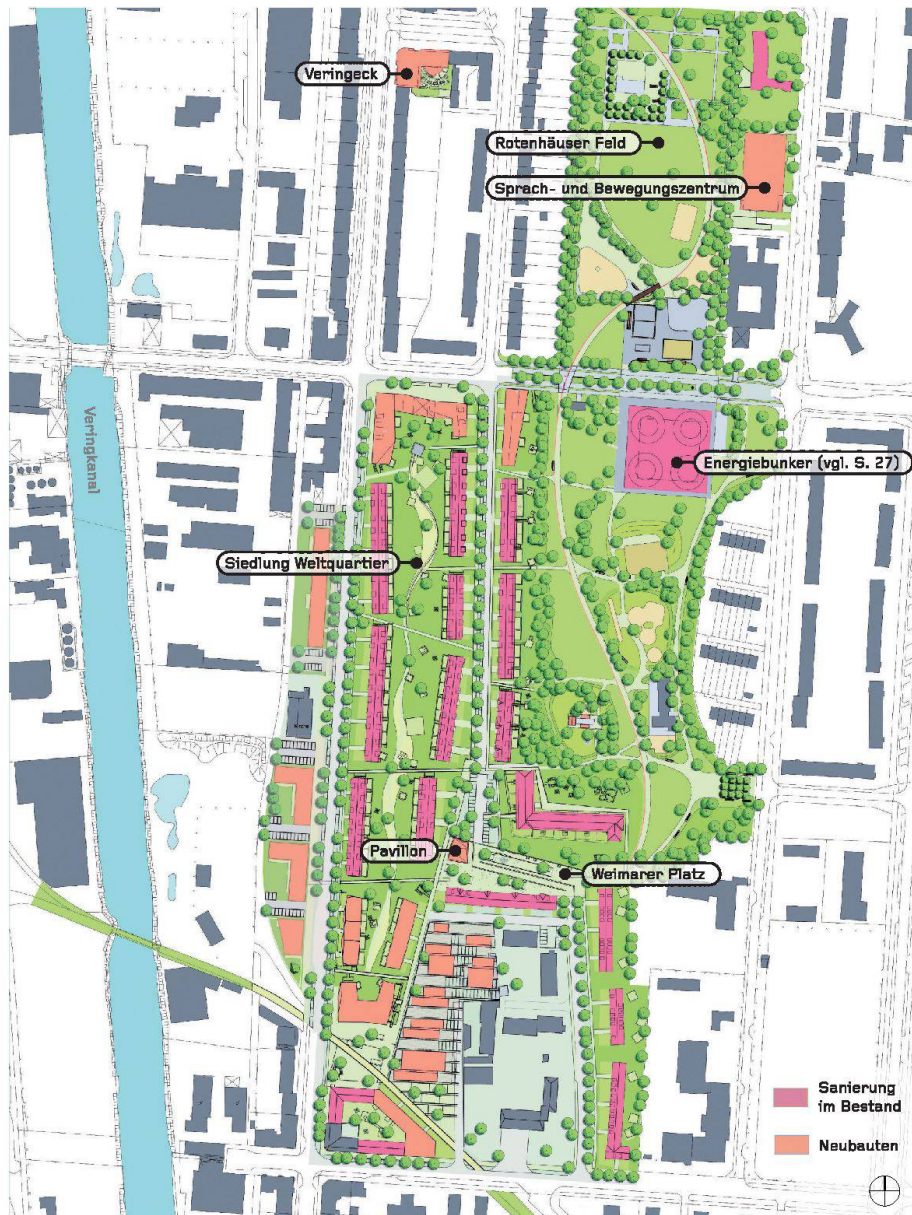 Veringeck
Rotenhäuser Feld
Sprach- und Bewegungszentrum
Veringkanal
Energiebunker (vgl. S. 27)
Siedlung Weltquartier
Pavillon
Weimarer Platz
Sanierung
im Bestand
Neubauten